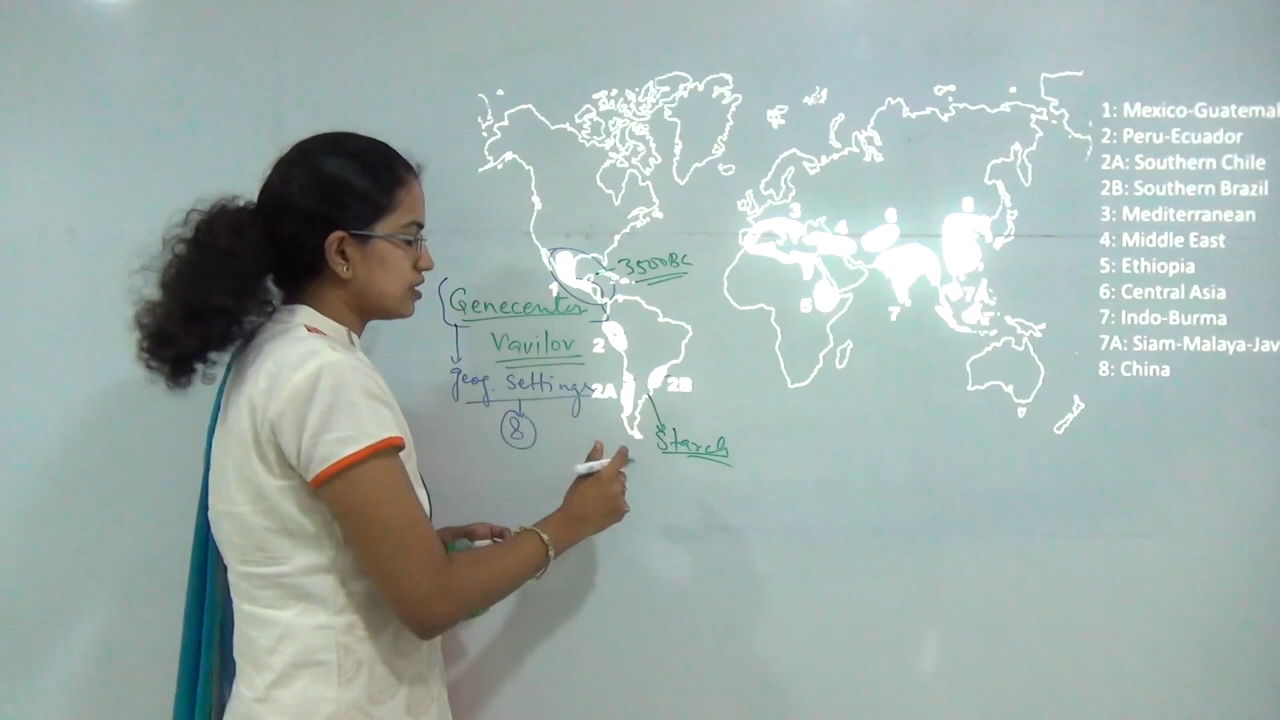 1: Mexico-Guatemal
2: Peru-Ecuador
2A: Southern Chile
2B: Southern Brazil
3: Mediterranean
4: Middle East
5: Ethiopia
6: Central Asia
7: Indo-Burma
7A: Siam-Malaya-Jav
8: China
3500BC
Genecenter
Vavilov
geog. Settings
8
Starch
1
2
2A
2B
3
5
7
7A